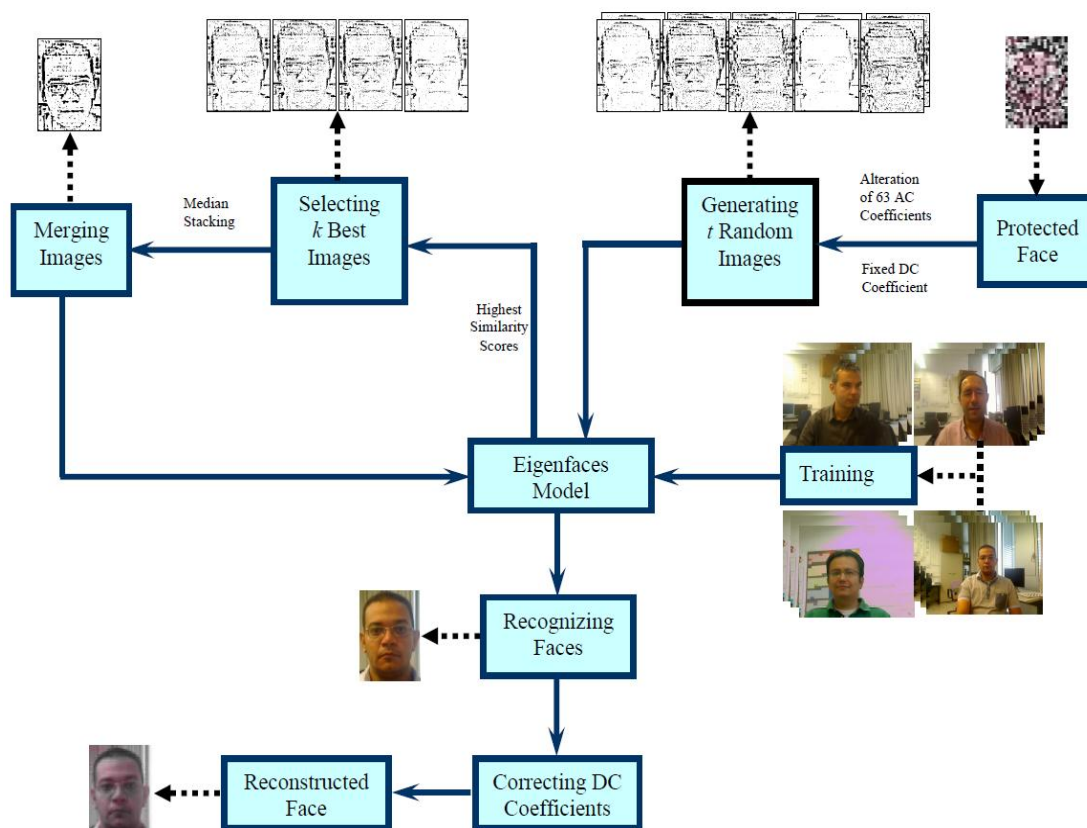 Median
Stacking
Merging
Images
Selecting
k Best
Images
Generating
t Random
Images
Alteration
of 63 AC
Coefficients
Fixed DC
Coefficient
Protected
Face
Highest
Similarity
Scores
Eigenfaces
Model
Training
Recognizing
Faces
Reconstructed
Face
Correcting DC
Coefficients